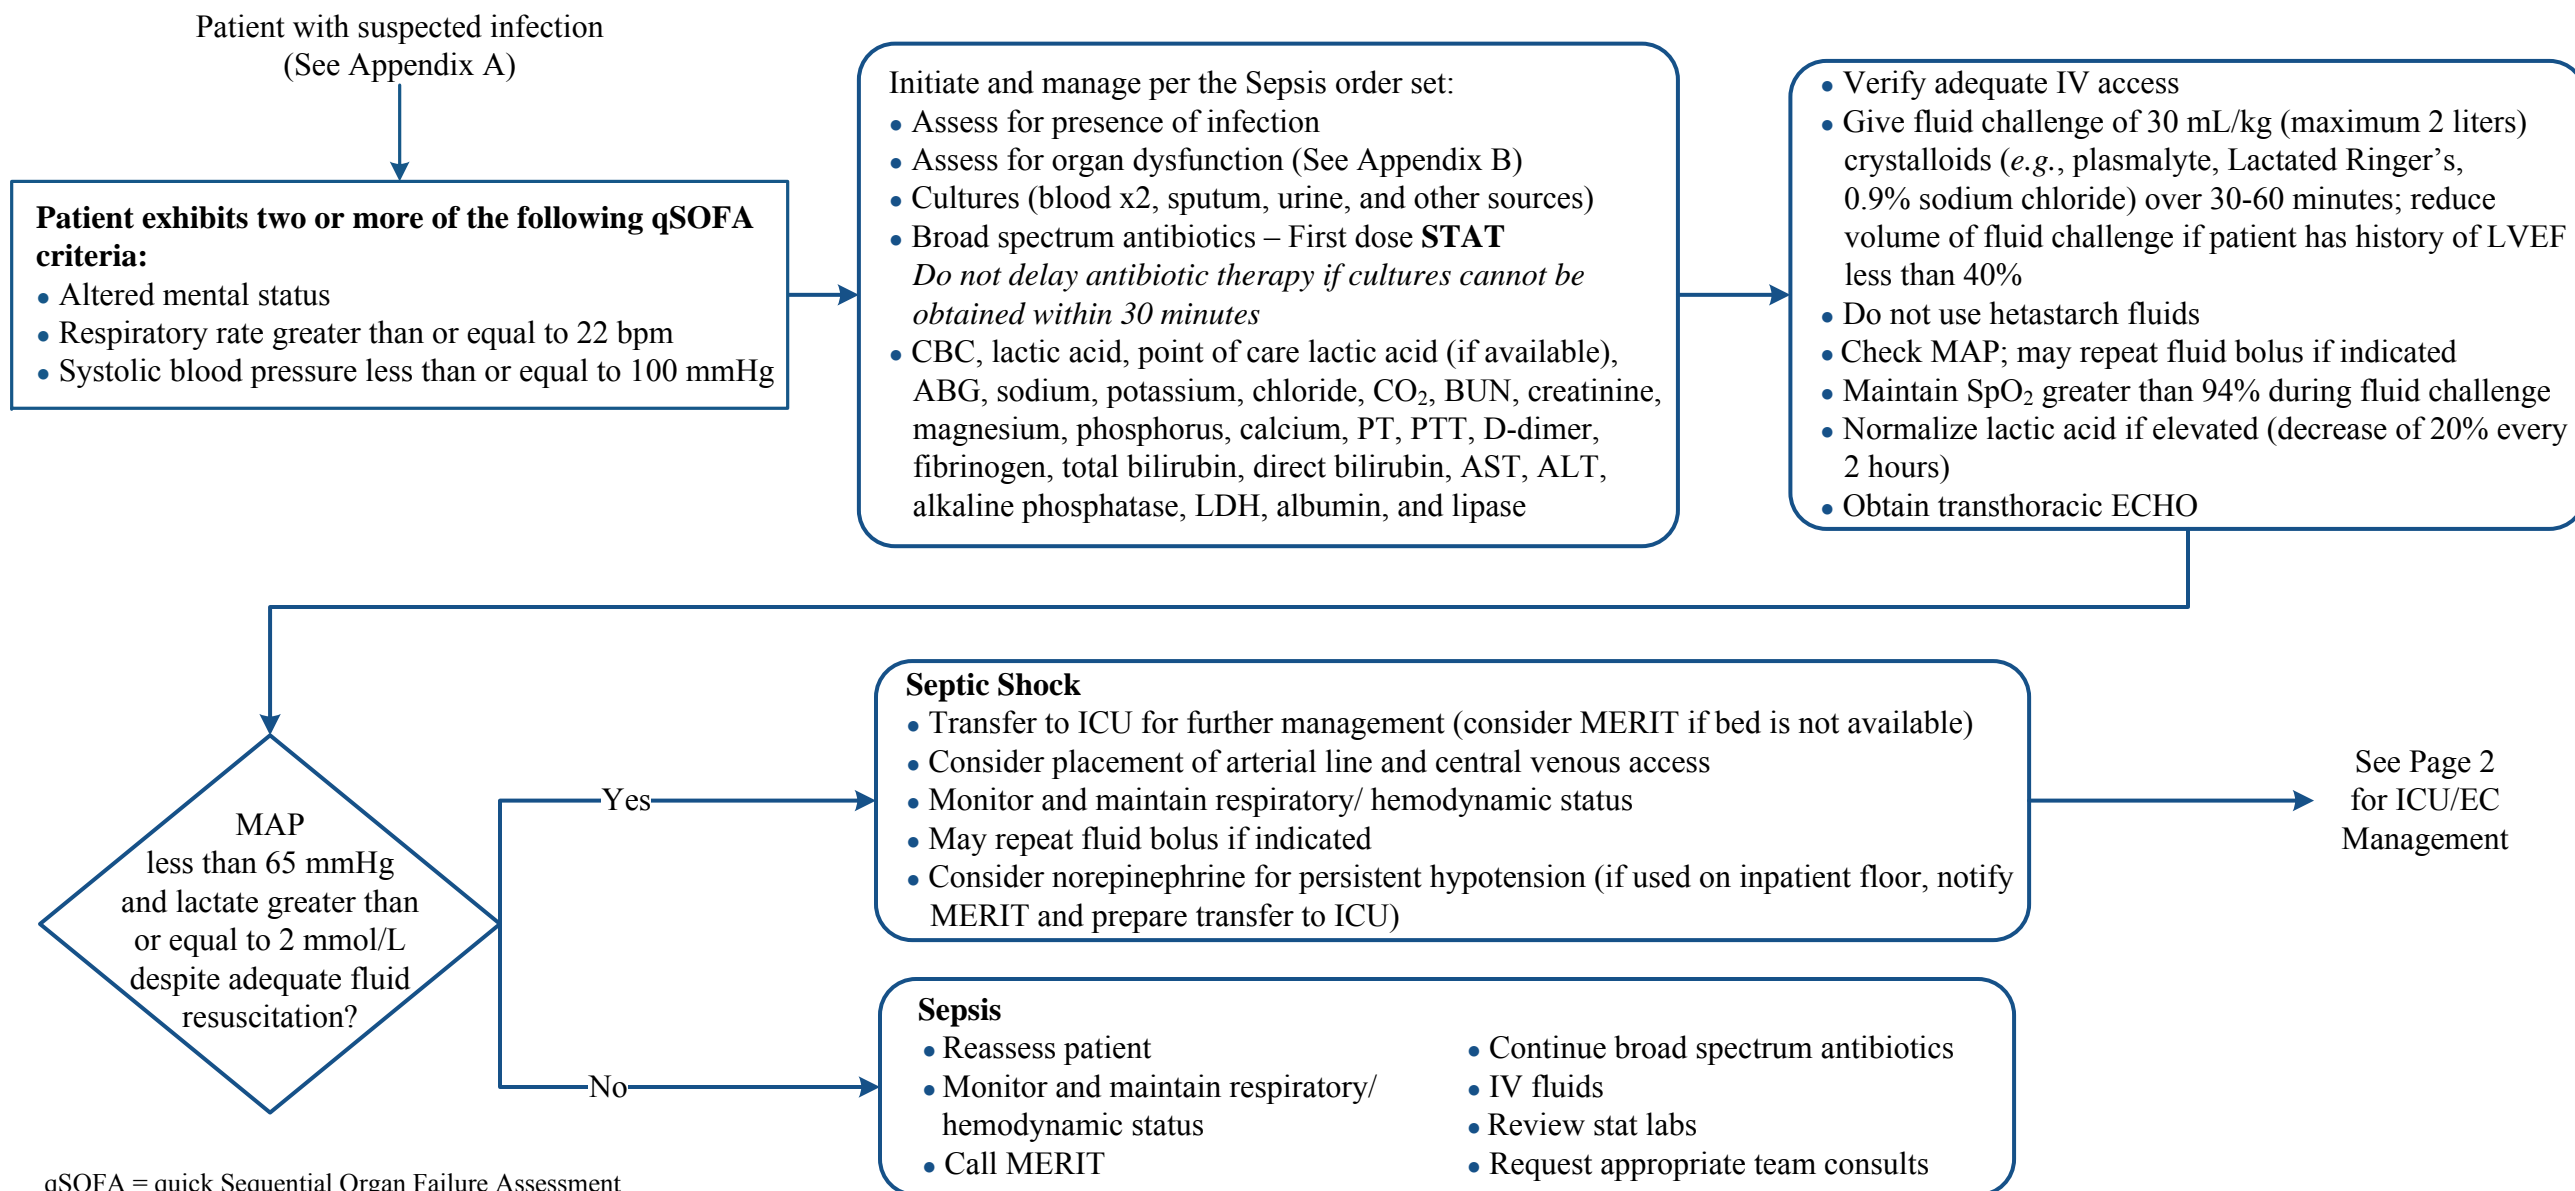 Patient with suspected infection
(See Appendix A)
Patient exhibits two or more of the following qSOFA
criteria:
• Altered mental status
• Respiratory rate greater than or equal to 22 bpm
• Systolic blood pressure less than or equal to 100 mmHg
Initiate and manage per the Sepsis order set:
• Assess for presence of infection
• Assess for organ dysfunction (See Appendix B)
• Cultures (blood x2, sputum, urine, and other sources)
• Broad spectrum antibiotics – First dose STAT
Do not delay antibiotic therapy if cultures cannot be
obtained within 30 minutes
• CBC, lactic acid, point of care lactic acid (if available),
ABG, sodium, potassium, chloride, CO₂, BUN, creatinine,
magnesium, phosphorus, calcium, PT, PTT, D-dimer,
fibrinogen, total bilirubin, direct bilirubin, AST, ALT,
alkaline phosphatase, LDH, albumin, and lipase
• Verify adequate IV access
• Give fluid challenge of 30 mL/kg (maximum 2 liters)
crystalloids (e.g., plasmalyte, Lactated Ringer’s,
0.9% sodium chloride) over 30-60 minutes; reduce
volume of fluid challenge if patient has history of LVEF
less than 40%
• Do not use hetastarch fluids
• Check MAP; may repeat fluid bolus if indicated
• Maintain SpO₂ greater than 94% during fluid challenge
• Normalize lactic acid if elevated (decrease of 20% every
2 hours)
• Obtain transthoracic ECHO
MAP
less than 65 mmHg
and lactate greater than
or equal to 2 mmol/L
despite adequate fluid
resuscitation?
Yes
Septic Shock
• Transfer to ICU for further management (consider MERIT if bed is not available)
• Consider placement of arterial line and central venous access
• Monitor and maintain respiratory/ hemodynamic status
• May repeat fluid bolus if indicated
• Consider norepinephrine for persistent hypotension (if used on inpatient floor, notify
MERIT and prepare transfer to ICU)
See Page 2
for ICU/EC
Management
No
Sepsis
• Reassess patient
• Monitor and maintain respiratory/
hemodynamic status
• Call MERIT
• Continue broad spectrum antibiotics
• IV fluids
• Review stat labs
• Request appropriate team consults
qSOFA = quick Sequential Organ Failure Assessment